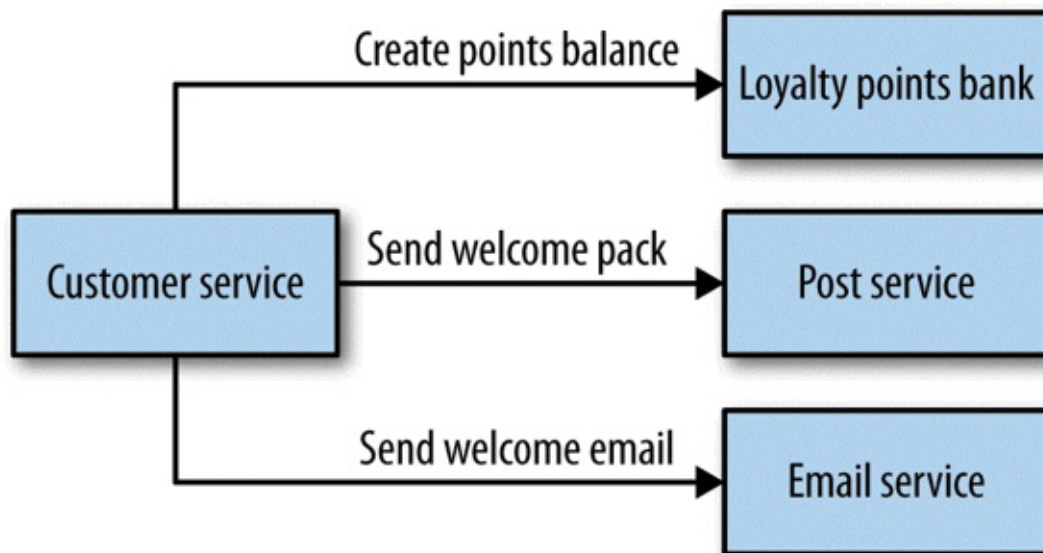 Create points balance
Loyalty points bank
Customer service
Send welcome pack
Post service
Send welcome email
Email service